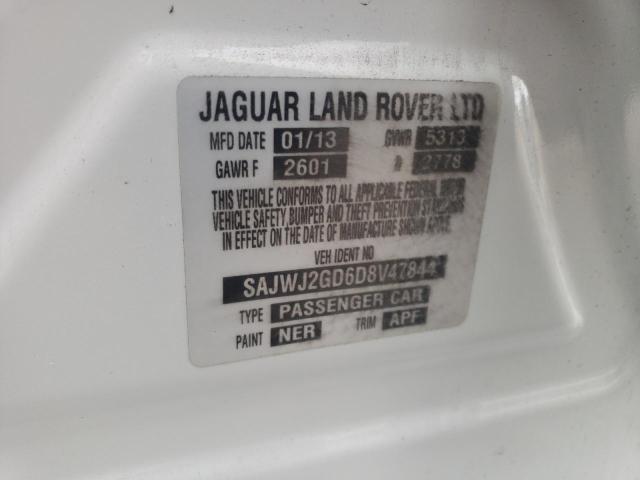 JAGUAR LAND ROVER LTD
MFD DATE 01/13 GVWR 5313
GAWR F 2601 R 2778
THIS VEHICLE CONFORMS TO ALL APPLICABLE FEDERAL MOTOR
VEHICLE SAFETY, BUMPER AND THEFT PREVENTION STANDARDS
IN EFFECT ON THE DATE OF MANUFACTURE SHOWN ABOVE.
VEH IDENT NO
SAJWJ2GD6D8V47844
TYPE PASSENGER CAR
PAINT NER TRIM APF